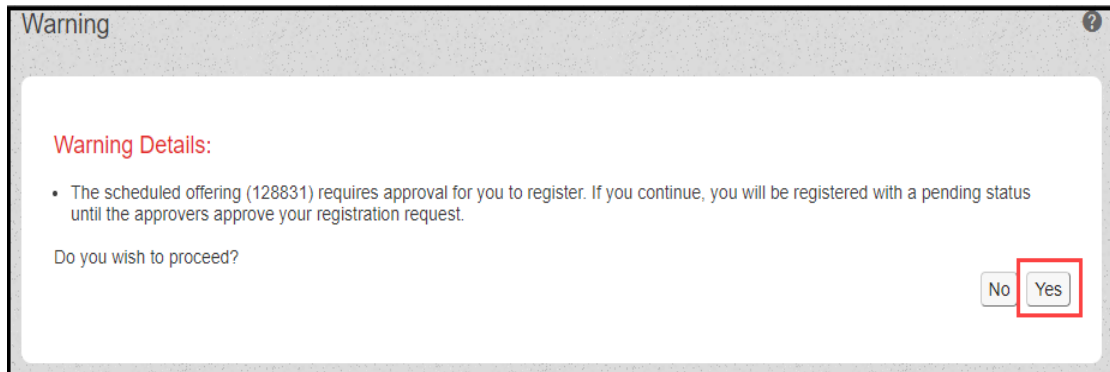 Warning
?
Warning Details:
• The scheduled offering (128831) requires approval for you to register. If you continue, you will be registered with a pending status
until the approvers approve your registration request.
Do you wish to proceed?
No Yes